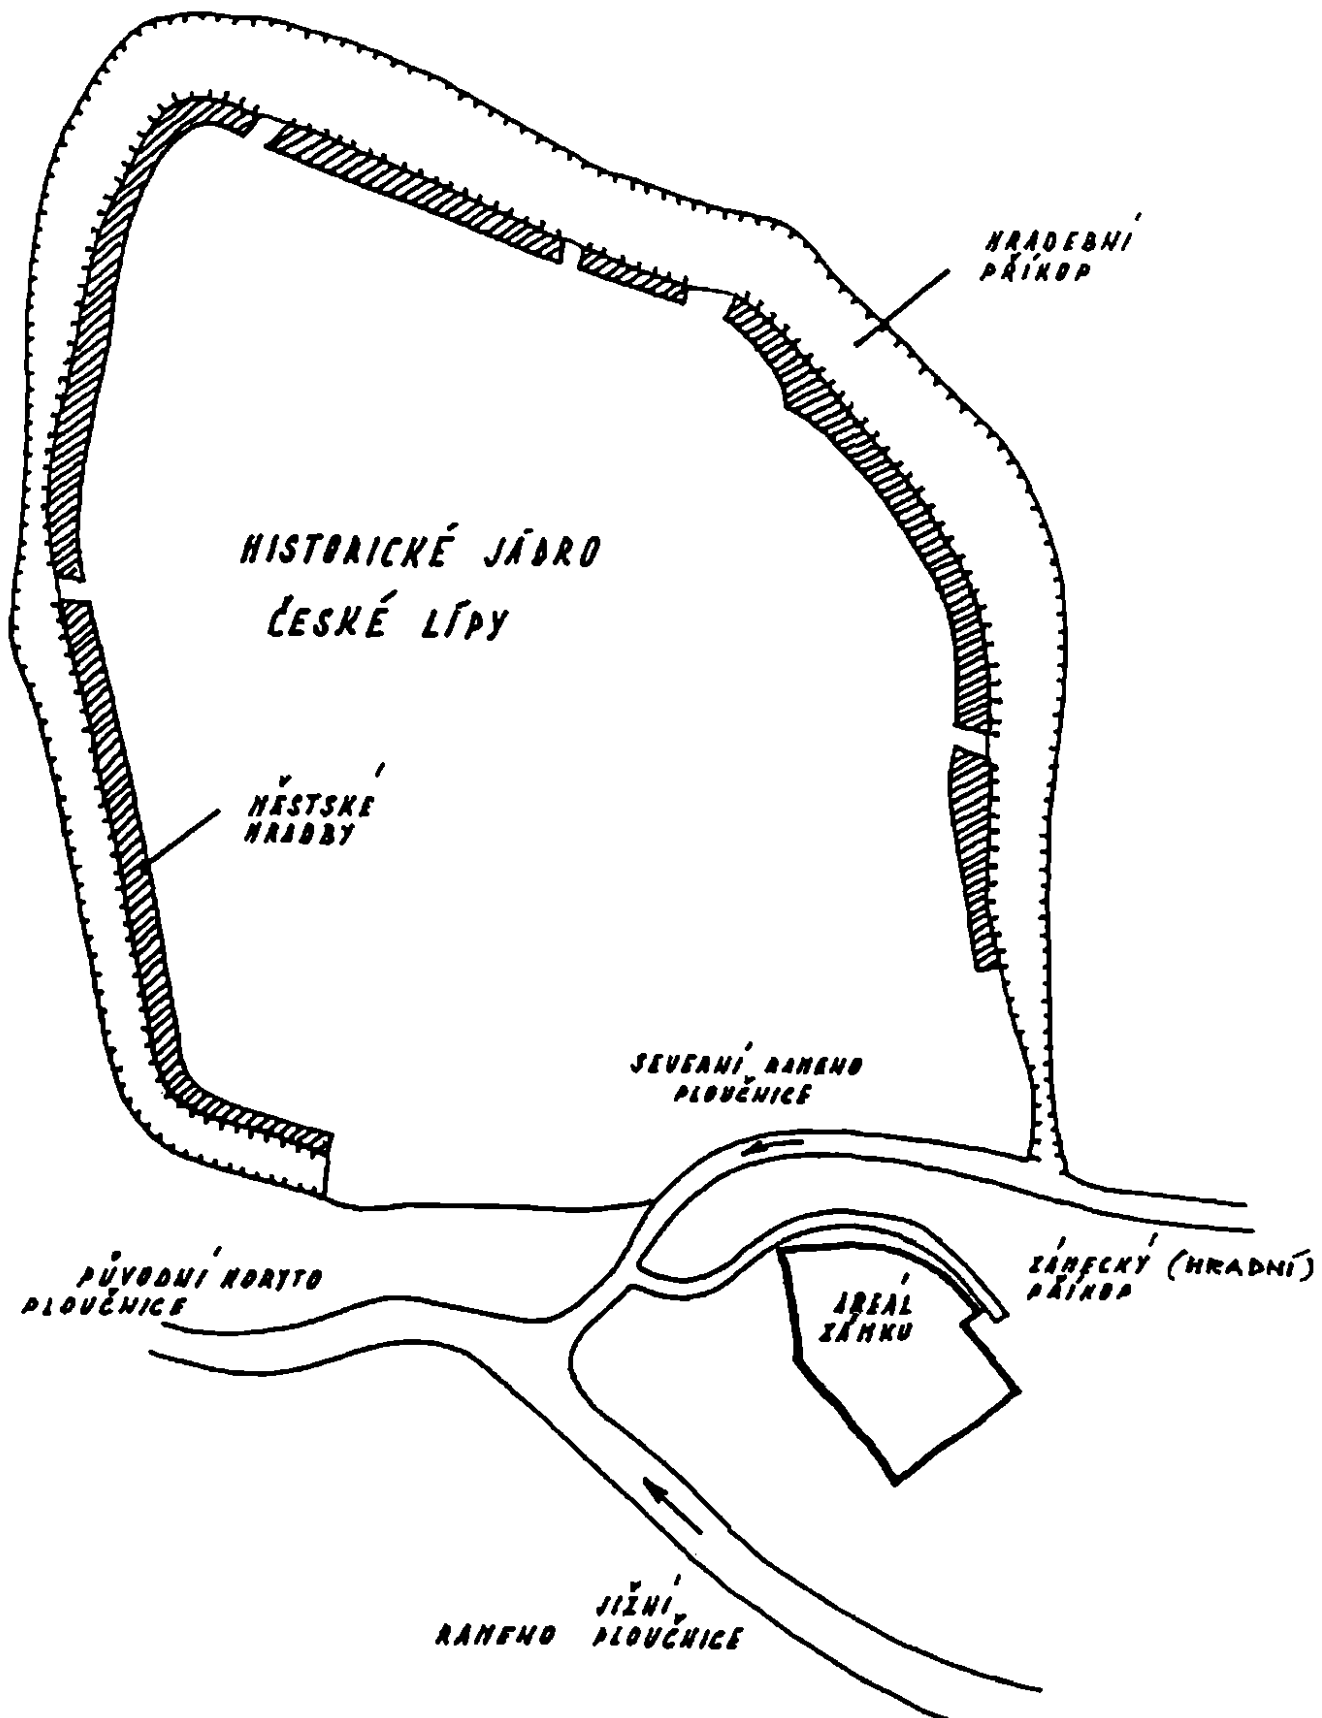 HRADEBNÍ
PŘÍKOP
HISTORICKÉ JÁDRO
ČESKÉ LÍPY
MĚSTSKÉ
HRADBY
SEVERNÍ RAMENO
PLOUČNICE
PŮVODNÍ KORYTO
PLOUČNICE
ZÁMECKÝ (HRADNÍ)
PŘÍKOP
AREÁL
ZÁMKU
JIŽNÍ
RAMENO PLOUČNICE